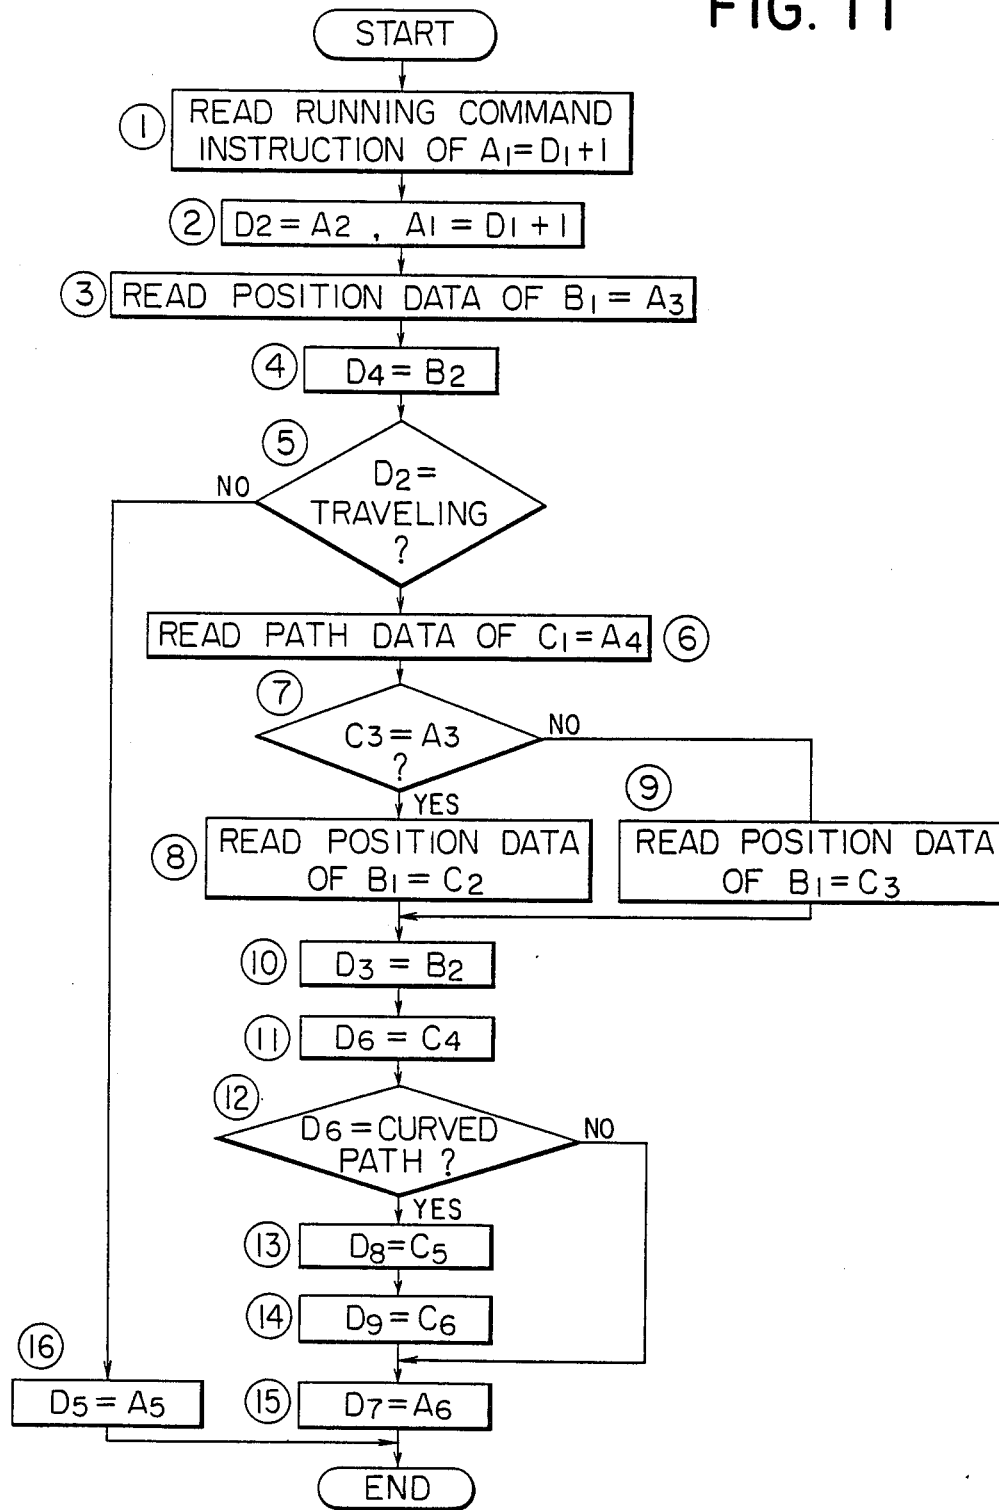 FIG. 11
START
① READ RUNNING COMMAND
INSTRUCTION OF A1=D1+1
② D2=A2 , A1=D1+1
③ READ POSITION DATA OF B1=A3
④ D4=B2
⑤
D2=
TRAVELING
?
NO
READ PATH DATA OF C1=A4 ⑥
⑦
C3=A3
?
NO
YES
⑧ READ POSITION DATA
OF B1=C2
⑨
READ POSITION DATA
OF B1=C3
⑩ D3=B2
⑪ D6=C4
⑫
D6=CURVED
PATH ?
NO
YES
⑬ D8=C5
⑭ D9=C6
⑯
D5=A5
⑮ D7=A6
END